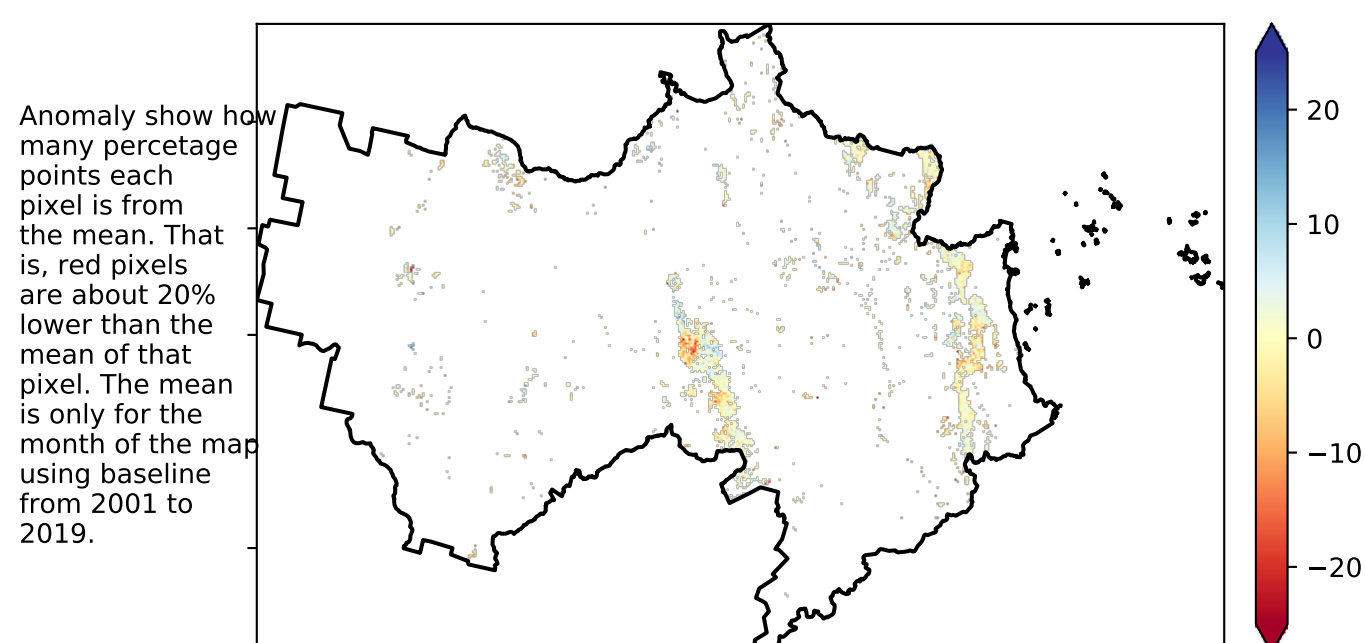 Anomaly show how
many percetage
points each
pixel is from
the mean. That
is, red pixels
are about 20%
lower than the
mean of that
pixel. The mean
is only for the
month of the map
using baseline
from 2001 to
2019.
20
10
0
−10
−20